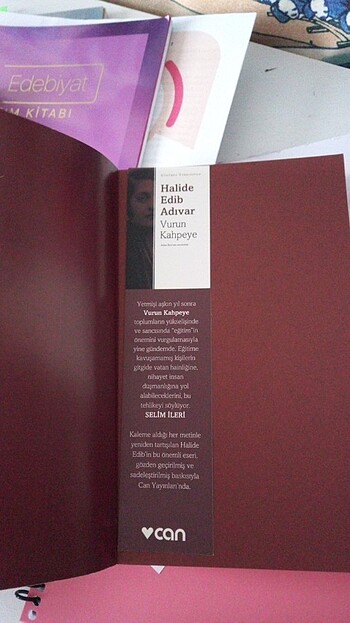 Edebiyat
M KİTABI
Halide
Edib
Adıvar
Vurun
Kahpeye
Yetmişi aşkın yıl sonra
Vurun Kahpeye
toplumların yükselişinde
ve sancısında "eğitim"in
önemini vurgulamasıyla
yine gündemde. Eğitime
kavuşamamış kişilerin
gitgide vatan hainliğine,
nihayet insan
düşmanlığına yol
alabileceklerini, bu
tehlikeyi söylüyor.
SELİM İLERİ
Kaleme aldığı her metinle
yeniden tartışılan Halide
Edib'in bu önemli eseri,
gözden geçirilmiş ve
sadeleştirilmiş baskısıyla
Can Yayınları'nda.
can